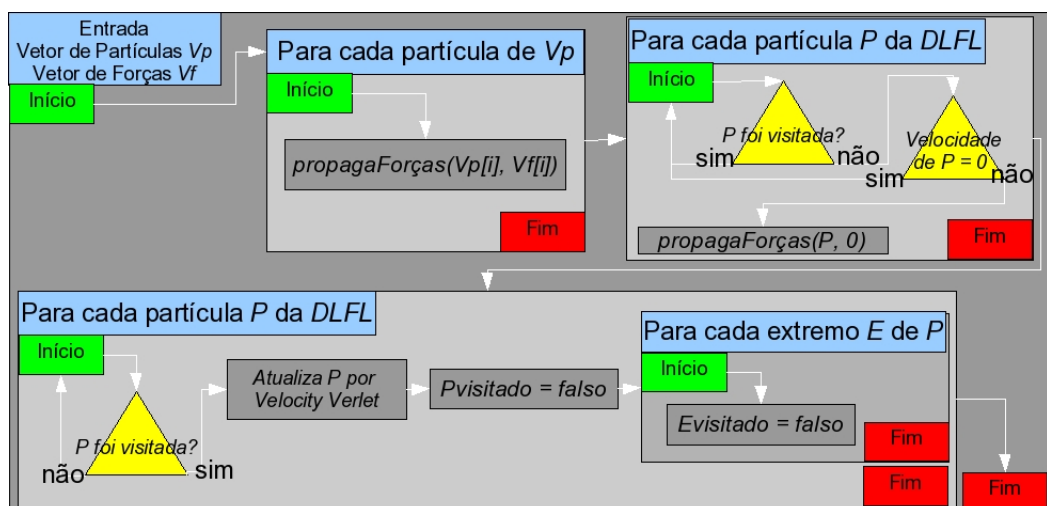 Entrada
Vetor de Partículas Vp
Vetor de Forças Vf
Início
Para cada partícula de Vp
Início
propagaForças(Vp[i], Vf[i])
Fim
Para cada partícula P da DLFL
Início
P foi visitada?
sim
não
Velocidade
de P = 0
sim
não
propagaForças(P, 0)
Fim
Para cada partícula P da DLFL
Início
P foi visitada?
não
sim
Atualiza P por
Velocity Verlet
Pvisitado = falso
Para cada extremo E de P
Início
Evisitado = falso
Fim
Fim
Fim